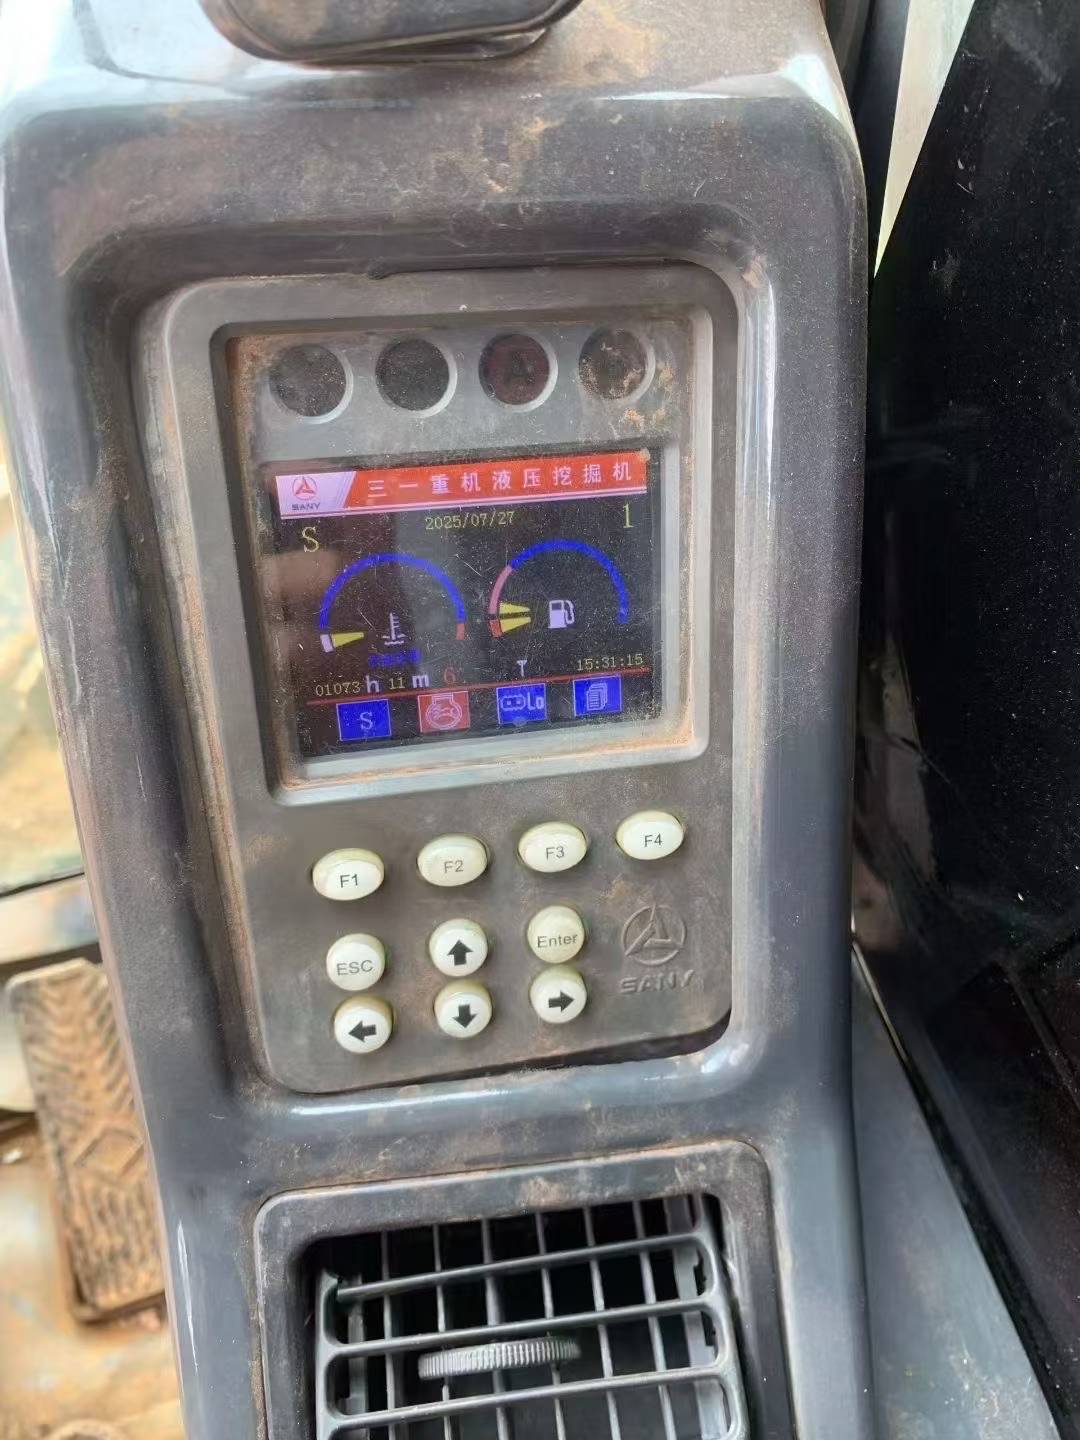 SANY 三一重机液压挖掘机
S 2025/07/27 1
01073 h 11 m 6 15:31:15
S Lo
F1 F2 F3 F4
ESC Enter
SANY